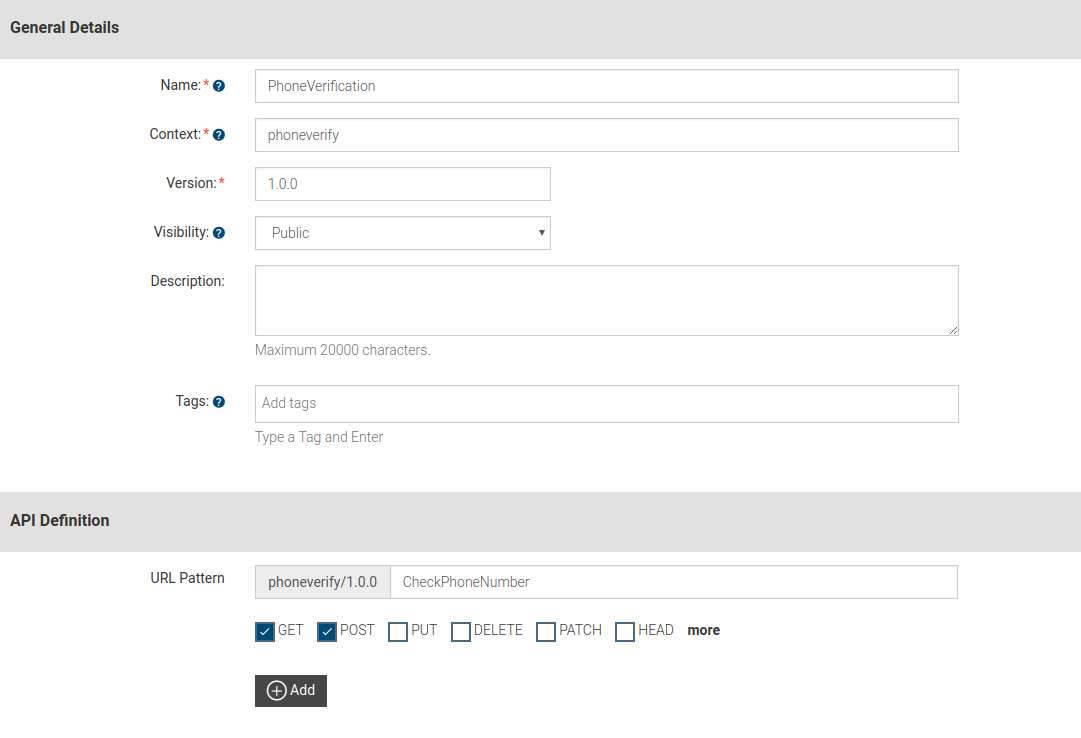 General Details
Name:* ? PhoneVerification
Context:* ? phoneverify
Version:* 1.0.0
Visibility: ? Public
Description:
Maximum 20000 characters.
Tags: ? Add tags
Type a Tag and Enter
API Definition
URL Pattern phoneverify/1.0.0 CheckPhoneNumber
GET POST PUT DELETE PATCH HEAD more
Add